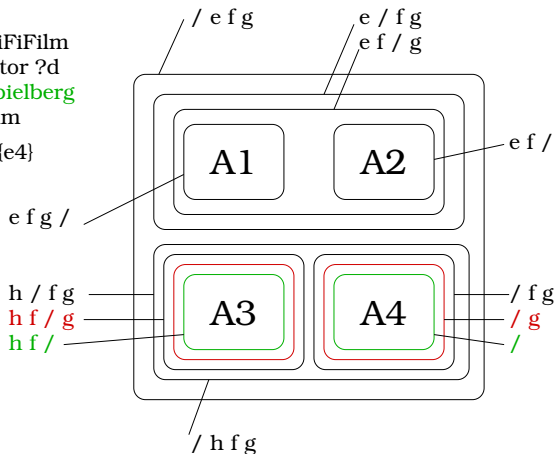 / e f g
e / f g
e f / g
iFiFilm
tor ?d
pielberg
m
{e4}
A1
A2
e f /
e f g /
h / f g
h f / g
h f /
A3
A4
/ f g
/ g
/
/ h f g